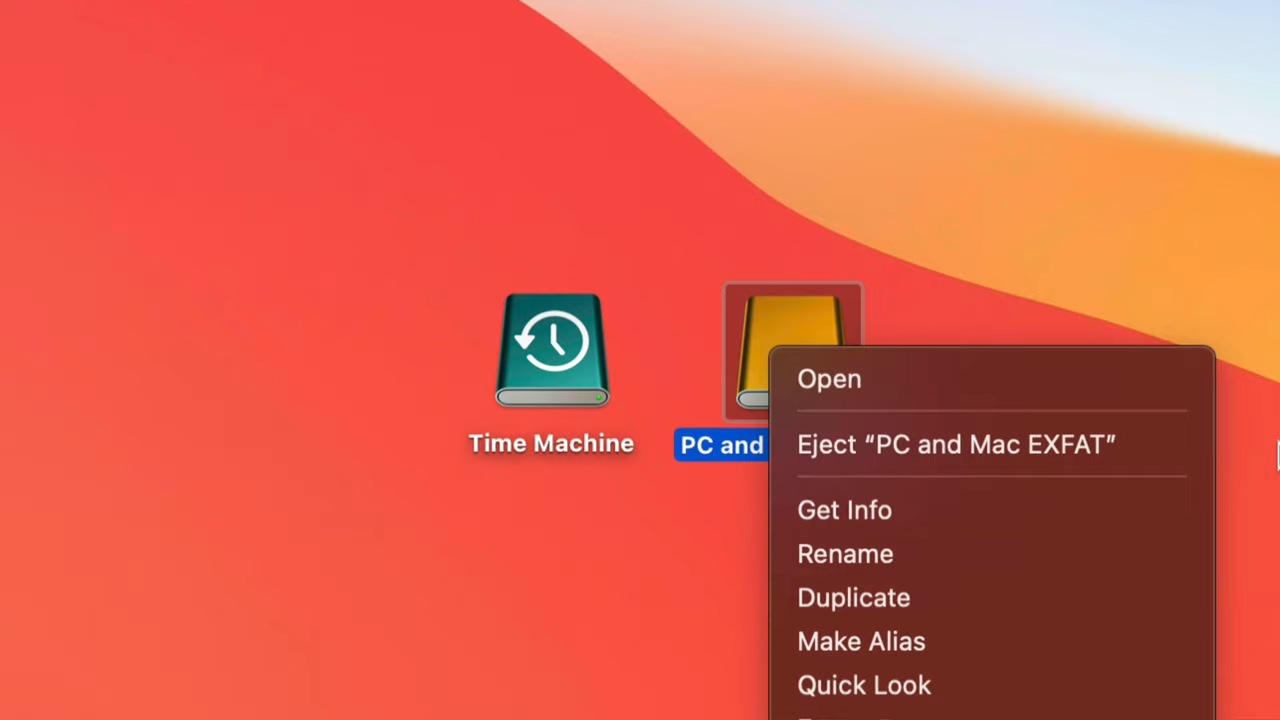 Time Machine
PC and
Open
Eject “PC and Mac EXFAT”
Get Info
Rename
Duplicate
Make Alias
Quick Look